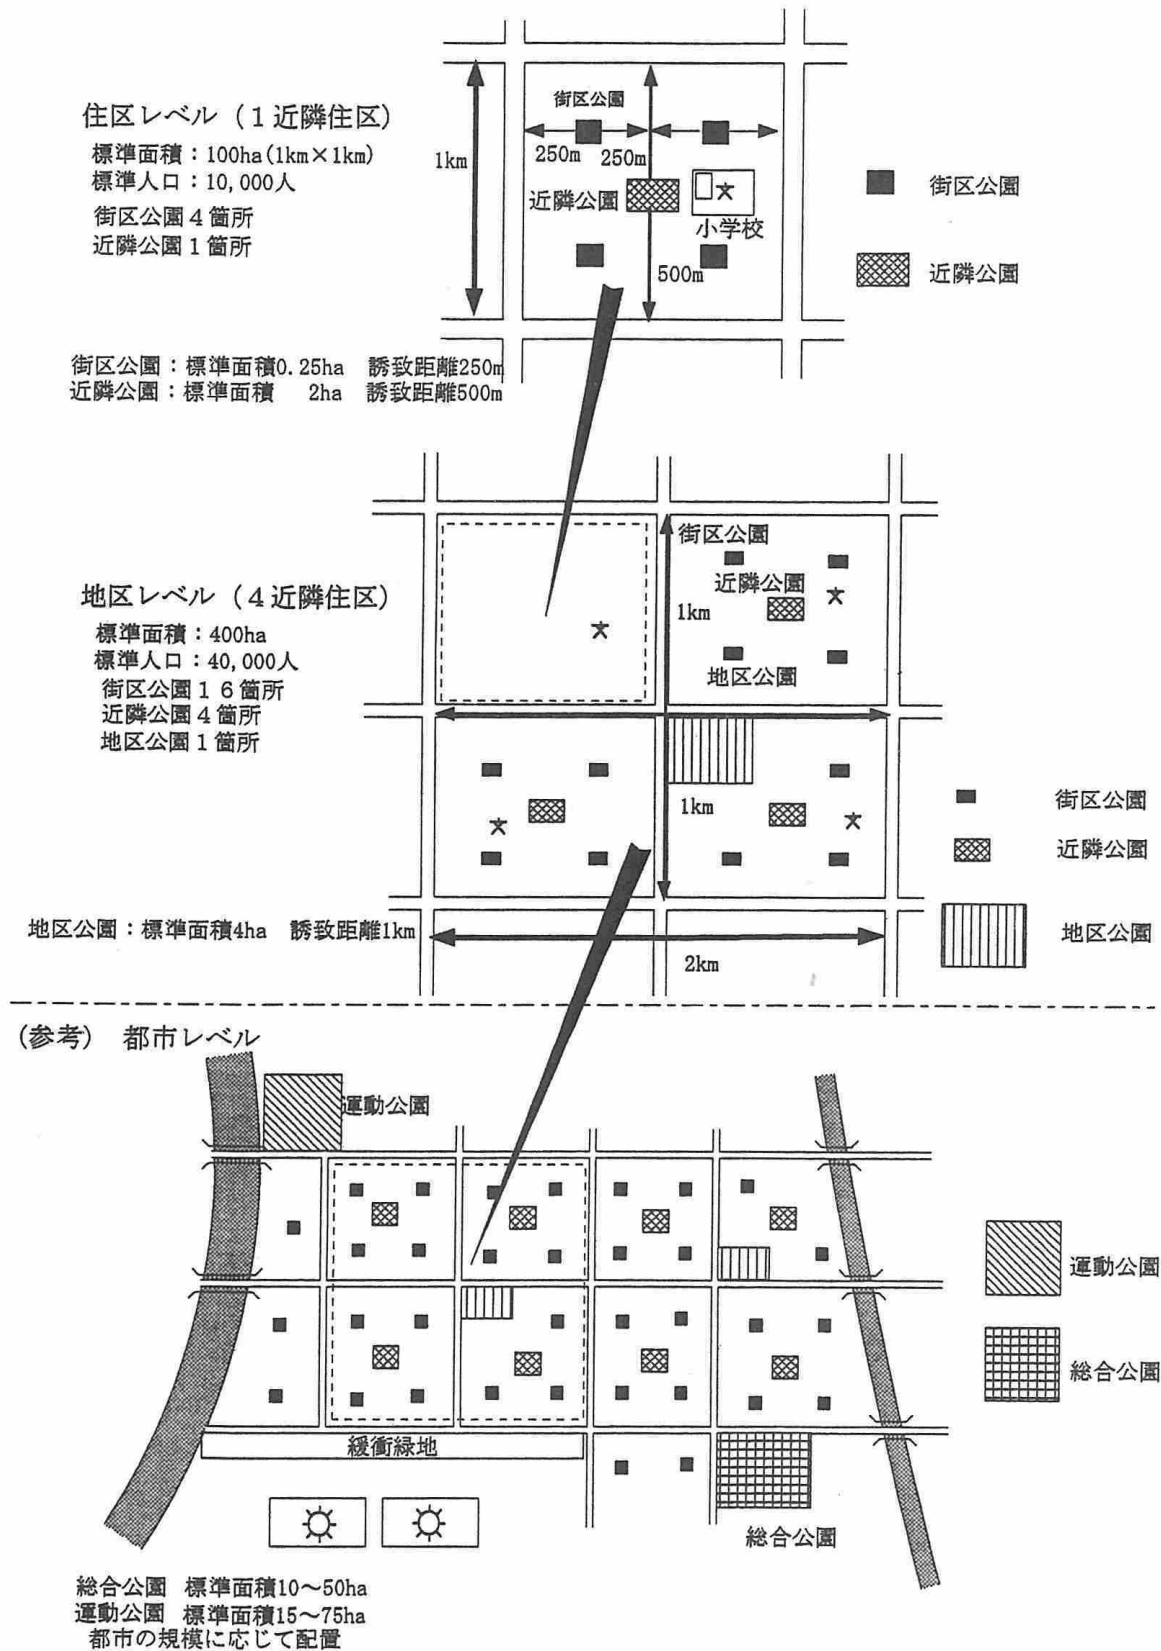 住区レベル（１近隣住区）
標準面積：100ha(1km×1km)
標準人口：10,000人
街区公園４箇所
近隣公園１箇所
1km
街区公園
250m
250m
近隣公園
小学校
500m
街区公園
近隣公園
街区公園：標準面積0.25ha　誘致距離250m
近隣公園：標準面積　2ha　誘致距離500m
地区レベル（４近隣住区）
標準面積：400ha
標準人口：40,000人
街区公園１６箇所
近隣公園４箇所
地区公園１箇所
街区公園
近隣公園
1km
地区公園
1km
街区公園
近隣公園
地区公園
地区公園：標準面積4ha　誘致距離1km
2km
(参考)　都市レベル
運動公園
運動公園
総合公園
緩衝緑地
総合公園
総合公園　標準面積10～50ha
運動公園　標準面積15～75ha
都市の規模に応じて配置